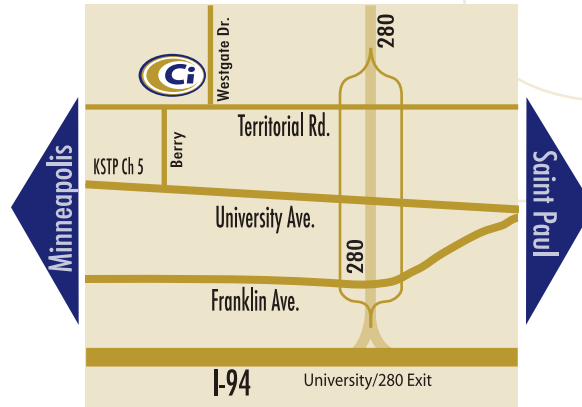 280
Westgate Dr.
Ci
Territorial Rd.
Berry
KSTP Ch 5
Minneapolis
Saint Paul
University Ave.
280
Franklin Ave.
I-94
University/280 Exit